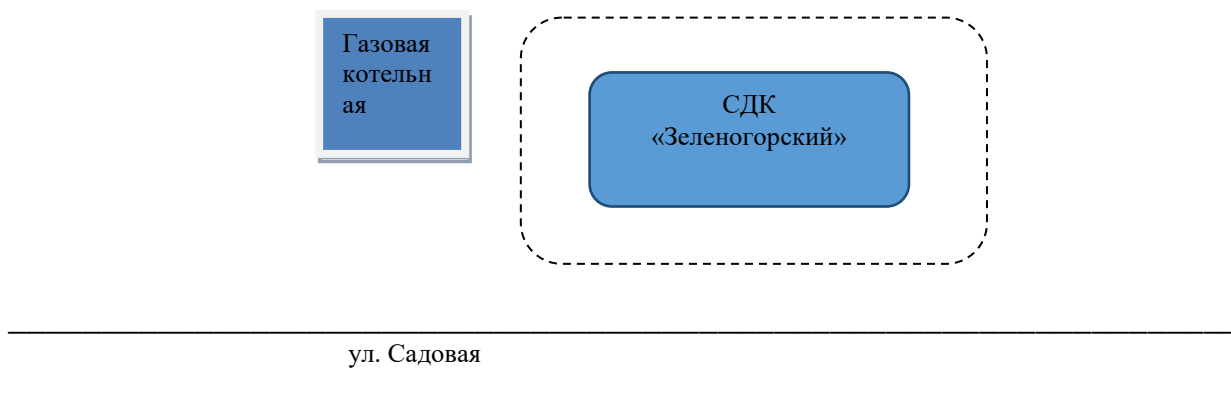 Газовая
котельн
ая
СДК
«Зеленогорский»
ул. Садовая